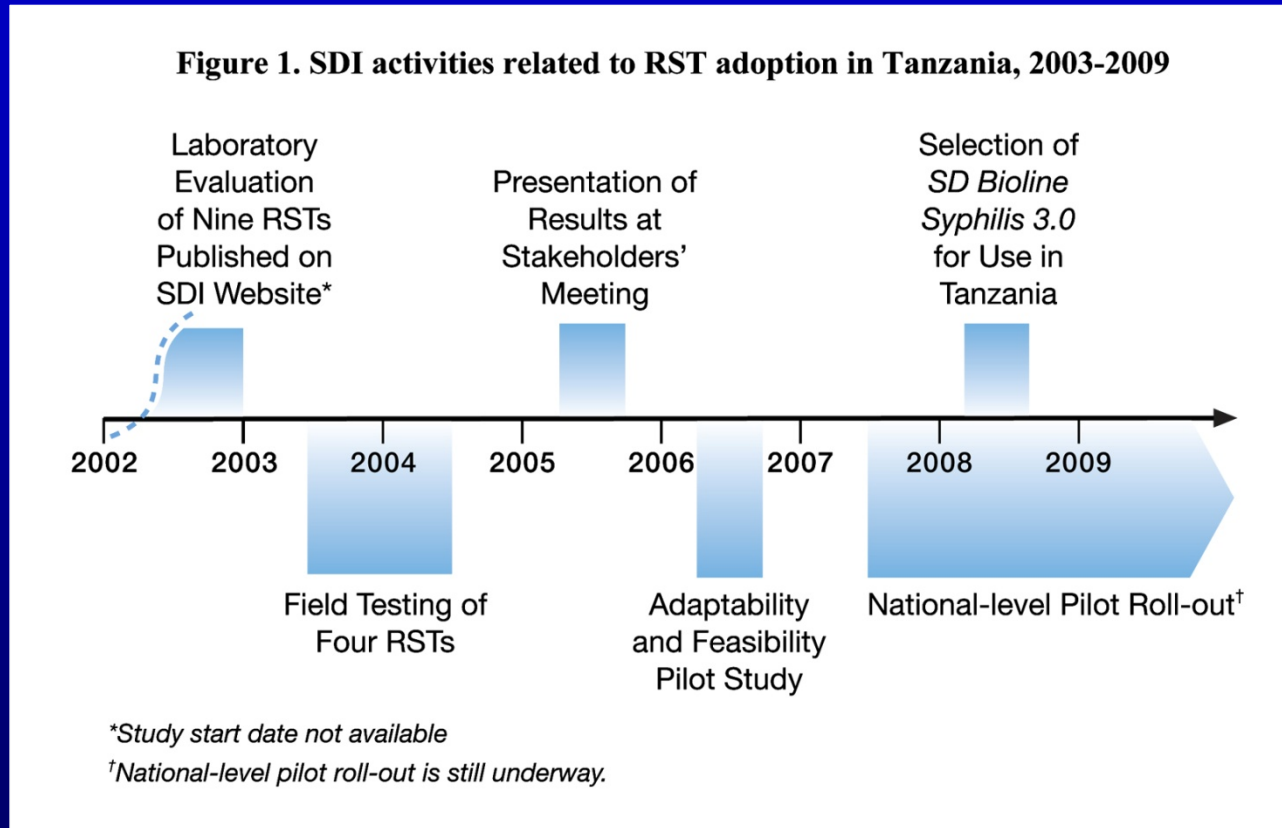 Figure 1. SDI activities related to RST adoption in Tanzania, 2003-2009
Laboratory
Evaluation
of Nine RSTs
Published on
SDI Website*
Presentation of
Results at
Stakeholders’
Meeting
Selection of
SD Bioline
Syphilis 3.0
for Use in
Tanzania
2002 2003 2004 2005 2006 2007 2008 2009
Field Testing of
Four RSTs
Adaptability
and Feasibility
Pilot Study
National-level Pilot Roll-out†
*Study start date not available
†National-level pilot roll-out is still underway.